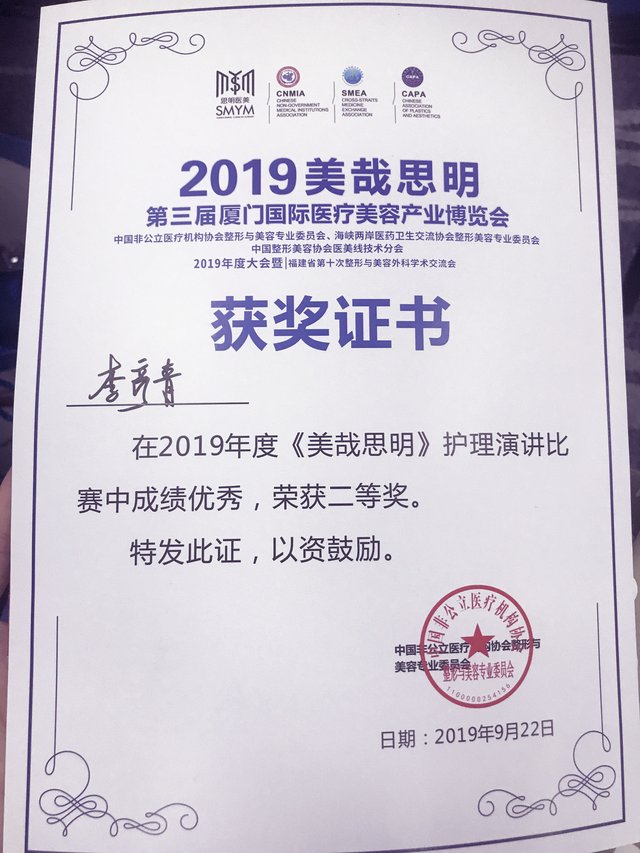 思明医美
SMYM
CNMIA
CHINESE
NON-GOVERNMENT
MEDICAL INSTITUTIONS
ASSOCIATION
SMEA
CROSS-STRAITS
MEDICINE
EXCHANGE
ASSOCIATION
CAPA
CAPA
CHINESE
ASSOCIATION
OF PLASTICS
AND AESTHETICS
2019美哉思明
第三届厦门国际医疗美容产业博览会
中国非公立医疗机构协会整形与美容专业委员会、海峡两岸医药卫生交流协会整形美容专业委员会
中国整形美容协会医美线技术分会
2019年度大会暨|福建省第十次整形与美容外科学术交流会
获奖证书
李彦青
在2019年度《美哉思明》护理演讲比
赛中成绩优秀，荣获二等奖。
特发此证，以资鼓励。
中国非公立医疗机构协会
整形与美容专业委员会
1100000254156
中国非公立医疗机构协会整形与
美容专业委员会
日期：2019年9月22日